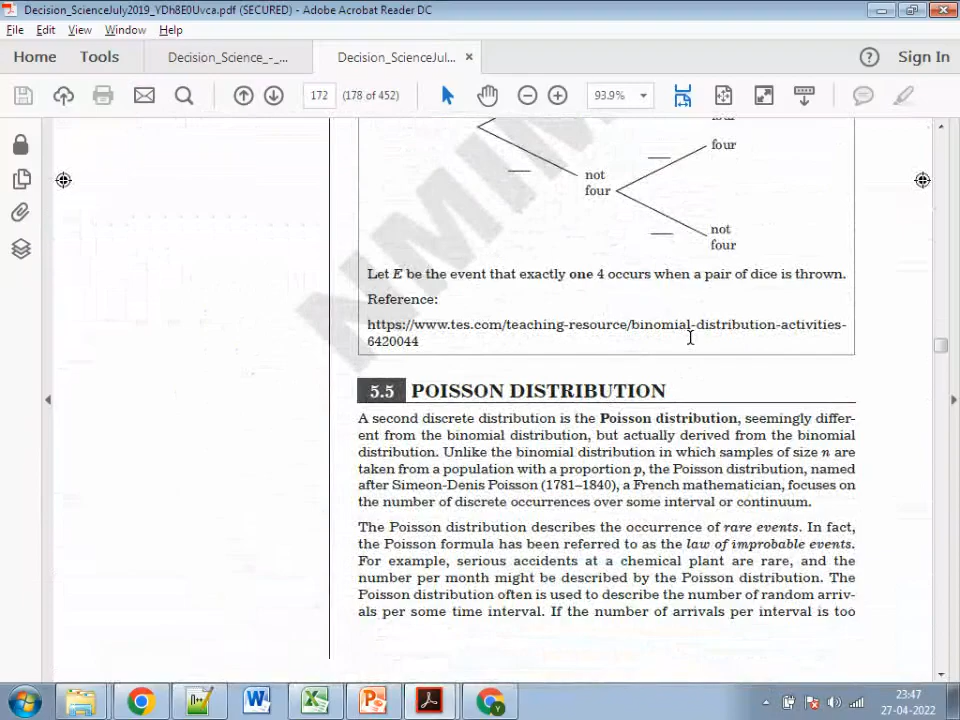 Decision_ScienceJuly2019_YDh8E0Uvca.pdf (SECURED) - Adobe Acrobat Reader DC
File Edit View Window Help
Home Tools Decision_Science_-_... Decision_ScienceJul... × ? Sign In
172 (178 of 452) 93.9%
four
not
four
not
four
Let E be the event that exactly one 4 occurs when a pair of dice is thrown.
Reference:
https://www.tes.com/teaching-resource/binomial-distribution-activities-
6420044
5.5 POISSON DISTRIBUTION
A second discrete distribution is the Poisson distribution, seemingly differ-
ent from the binomial distribution, but actually derived from the binomial
distribution. Unlike the binomial distribution in which samples of size n are
taken from a population with a proportion p, the Poisson distribution, named
after Simeon-Denis Poisson (1781–1840), a French mathematician, focuses on
the number of discrete occurrences over some interval or continuum.
The Poisson distribution describes the occurrence of rare events. In fact,
the Poisson formula has been referred to as the law of improbable events.
For example, serious accidents at a chemical plant are rare, and the
number per month might be described by the Poisson distribution. The
Poisson distribution often is used to describe the number of random arriv-
als per some time interval. If the number of arrivals per interval is too
23:47
27-04-2022